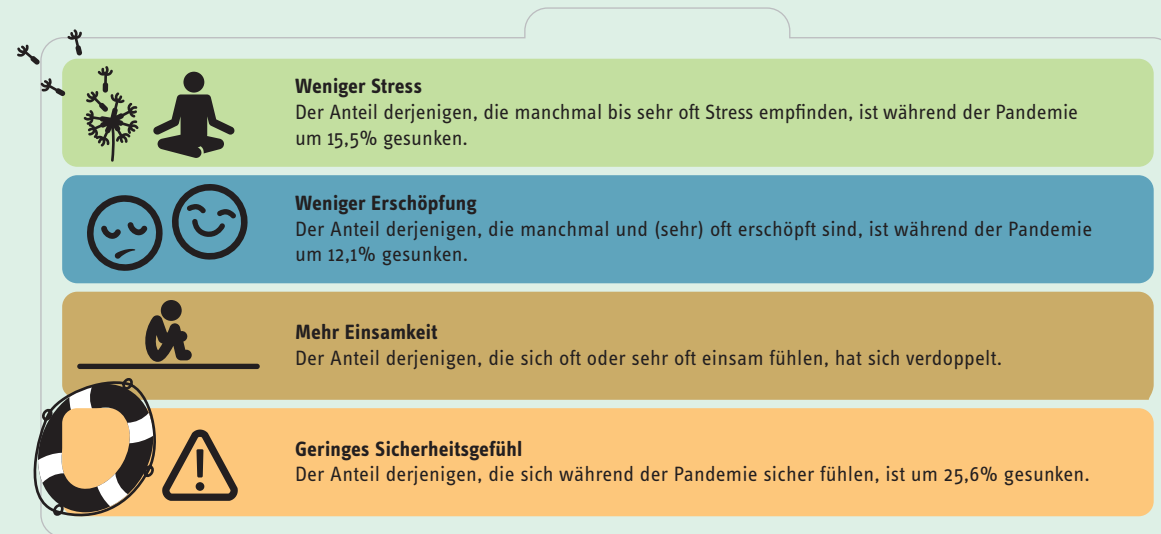 Weniger Stress
Der Anteil derjenigen, die manchmal bis sehr oft Stress empfinden, ist während der Pandemie
um 15,5% gesunken.
Weniger Erschöpfung
Der Anteil derjenigen, die manchmal und (sehr) oft erschöpft sind, ist während der Pandemie
um 12,1% gesunken.
Mehr Einsamkeit
Der Anteil derjenigen, die sich oft oder sehr oft einsam fühlen, hat sich verdoppelt.
Geringes Sicherheitsgefühl
Der Anteil derjenigen, die sich während der Pandemie sicher fühlen, ist um 25,6% gesunken.